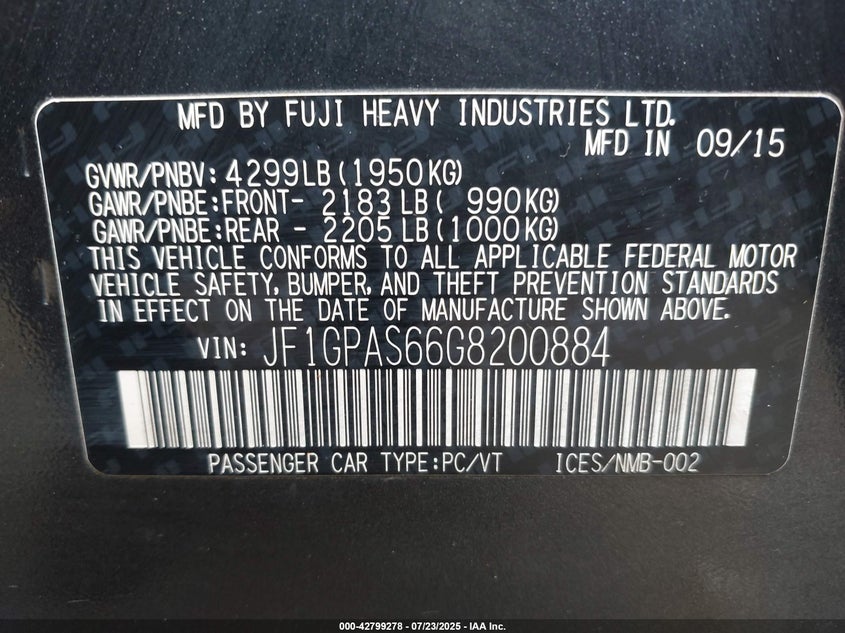 MFD BY FUJI HEAVY INDUSTRIES LTD.
MFD IN 09/15
GVWR/PNBV: 4299LB(1950KG)
GAWR/PNBE:FRONT- 2183LB( 990KG)
GAWR/PNBE:REAR - 2205LB(1000KG)
THIS VEHICLE CONFORMS TO ALL APPLICABLE FEDERAL MOTOR
VEHICLE SAFETY, BUMPER, AND THEFT PREVENTION STANDARDS
IN EFFECT ON THE DATE OF MANUFACTURE SHOWN ABOVE.
VIN: JF1GPAS66G8200884
PASSENGER CAR TYPE:PC/VT ICES/NMB-002
000-42799278 - 07/23/2025 - IAA Inc.